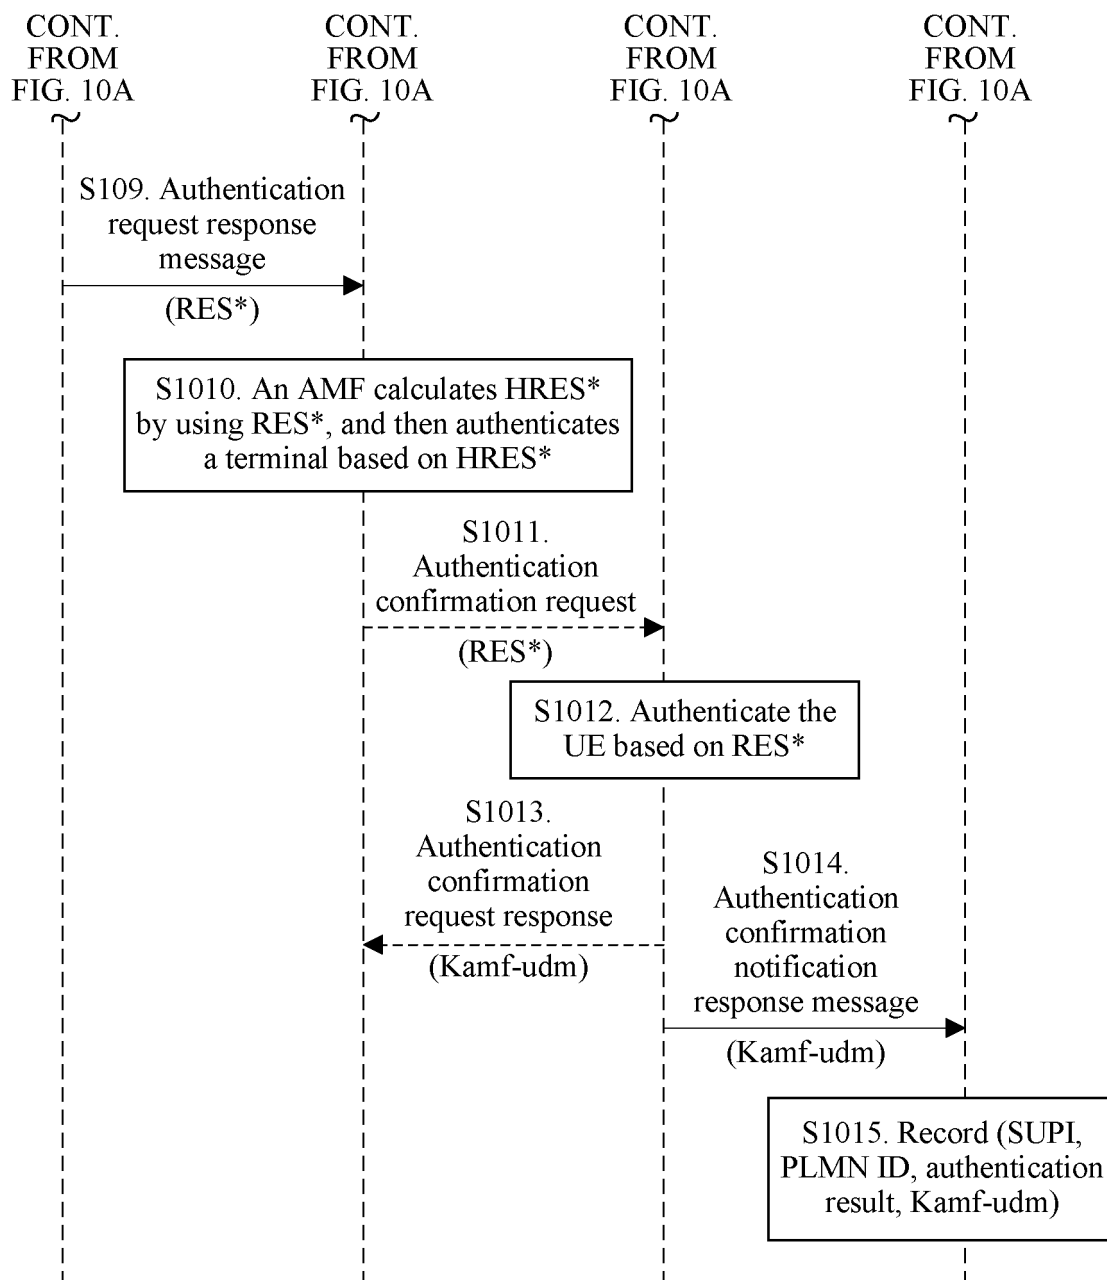 CONT.
FROM
FIG. 10A
CONT.
FROM
FIG. 10A
CONT.
FROM
FIG. 10A
CONT.
FROM
FIG. 10A
S109. Authentication
request response
message
(RES*)
S1010. An AMF calculates HRES*
by using RES*, and then authenticates
a terminal based on HRES*
S1011.
Authentication
confirmation request
(RES*)
S1012. Authenticate the
UE based on RES*
S1013.
Authentication
confirmation
request response
(Kamf-udm)
S1014.
Authentication
confirmation
notification
response message
(Kamf-udm)
S1015. Record (SUPI,
PLMN ID, authentication
result, Kamf-udm)